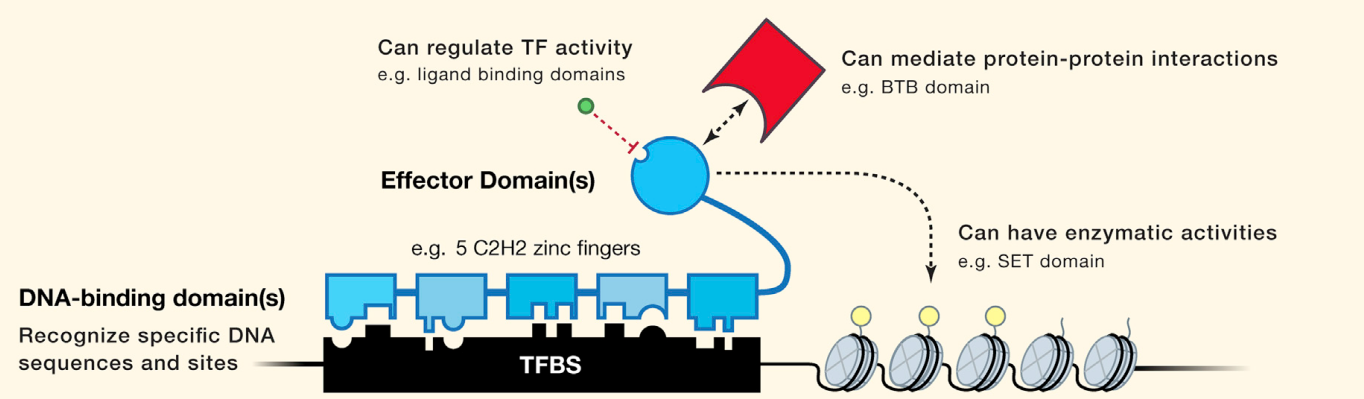 Can regulate TF activity
e.g. ligand binding domains
Can mediate protein-protein interactions
e.g. BTB domain
Effector Domain(s)
Can have enzymatic activities
e.g. SET domain
e.g. 5 C2H2 zinc fingers
DNA-binding domain(s)
Recognize specific DNA
sequences and sites
TFBS